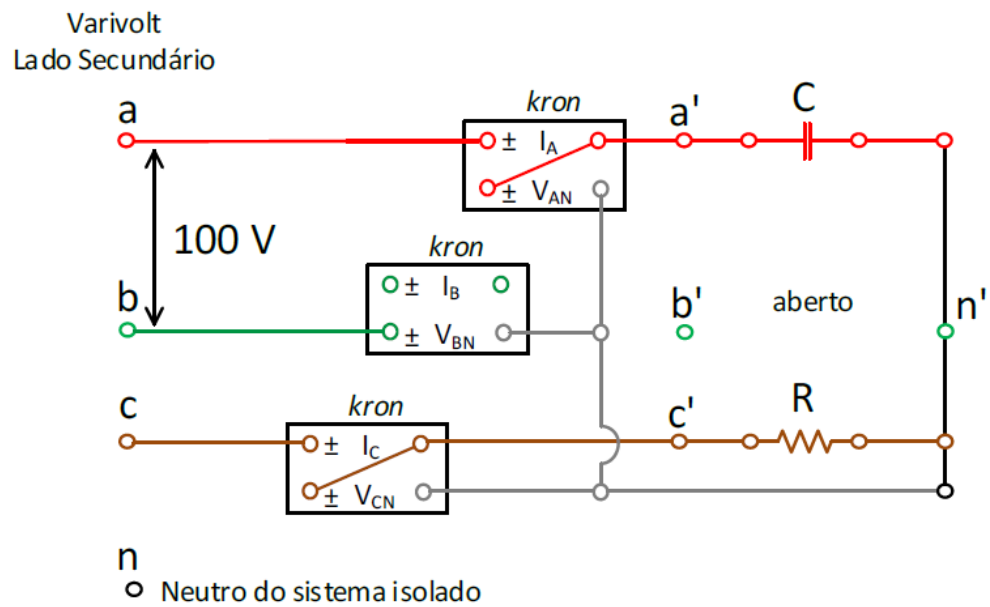 Varivolt
Lado Secundário
a
kron
± I_A
± V_AN
a'
C
100 V
kron
± I_B
± V_BN
b
b'
aberto
n'
c
kron
± I_C
± V_CN
c'
R
n
Neutro do sistema isolado